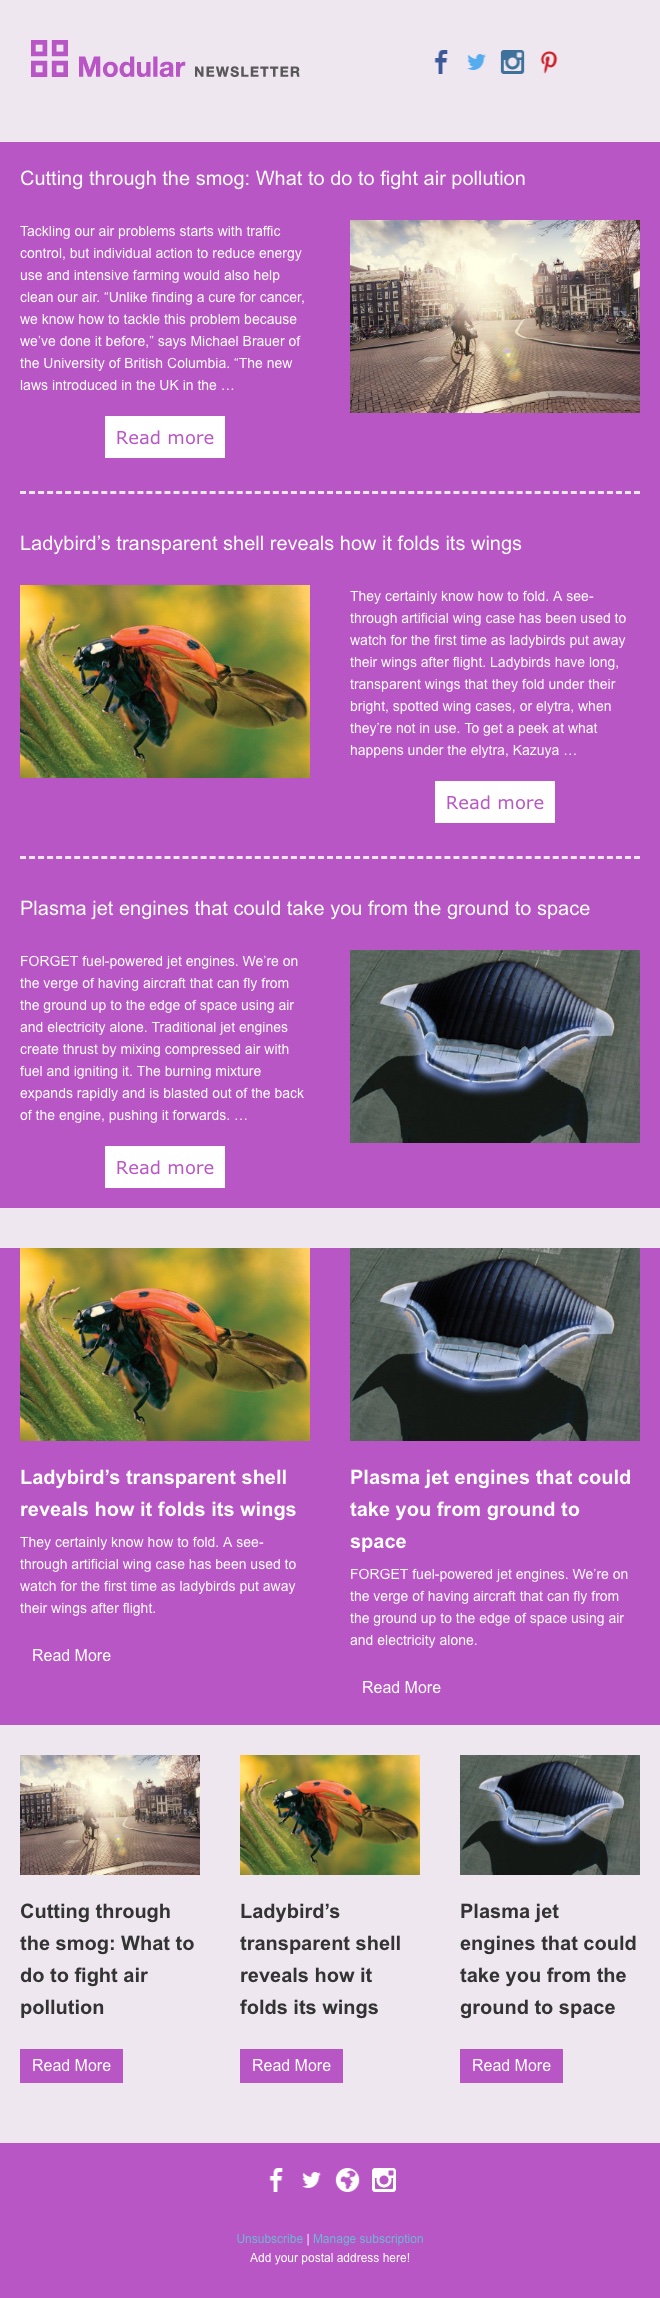 Modular NEWSLETTER
Cutting through the smog: What to do to fight air pollution
Tackling our air problems starts with traffic
control, but individual action to reduce energy
use and intensive farming would also help
clean our air. “Unlike finding a cure for cancer,
we know how to tackle this problem because
we’ve done it before,” says Michael Brauer of
the University of British Columbia. “The new
laws introduced in the UK in the …
Read more
Ladybird’s transparent shell reveals how it folds its wings
They certainly know how to fold. A see-
through artificial wing case has been used to
watch for the first time as ladybirds put away
their wings after flight. Ladybirds have long,
transparent wings that they fold under their
bright, spotted wing cases, or elytra, when
they’re not in use. To get a peek at what
happens under the elytra, Kazuya …
Read more
Plasma jet engines that could take you from the ground to space
FORGET fuel-powered jet engines. We’re on
the verge of having aircraft that can fly from
the ground up to the edge of space using air
and electricity alone. Traditional jet engines
create thrust by mixing compressed air with
fuel and igniting it. The burning mixture
expands rapidly and is blasted out of the back
of the engine, pushing it forwards. …
Read more
Ladybird’s transparent shell
reveals how it folds its wings
They certainly know how to fold. A see-
through artificial wing case has been used to
watch for the first time as ladybirds put away
their wings after flight.
Read More
Plasma jet engines that could
take you from ground to
space
FORGET fuel-powered jet engines. We’re on
the verge of having aircraft that can fly from
the ground up to the edge of space using air
and electricity alone.
Read More
Cutting through
the smog: What to
do to fight air
pollution
Read More
Ladybird’s
transparent shell
reveals how it
folds its wings
Read More
Plasma jet
engines that could
take you from the
ground to space
Read More
Unsubscribe | Manage subscription
Add your postal address here!